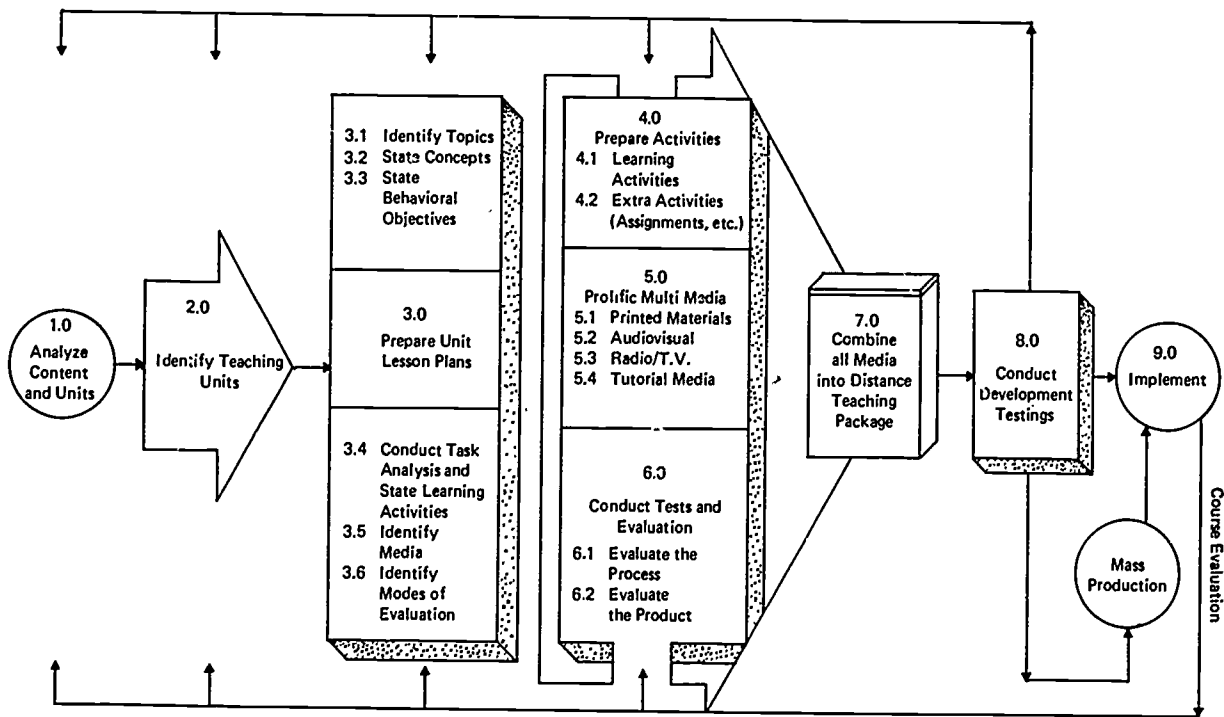 1.0
Analyze
Content
and Units
2.0
Identify Teaching
Units
3.1 Identify Topics
3.2 State Concepts
3.3 State
Behavioral
Objectives
3.0
Prepare Unit
Lesson Plans
3.4 Conduct Task
Analysis and
State Learning
Activities
3.5 Identify
Media
3.6 Identify
Modes of
Evaluation
4.0
Prepare Activities
4.1 Learning
Activities
4.2 Extra Activities
(Assignments, etc.)
5.0
Prolific Multi Media
5.1 Printed Materials
5.2 Audiovisual
5.3 Radio/T.V.
5.4 Tutorial Media
6.0
Conduct Tests and
Evaluation
6.1 Evaluate the
Process
6.2 Evaluate
the Product
7.0
Combine
all Media
into Distance
Teaching
Package
8.0
Conduct
Development
Testings
9.0
Implement
Mass
Production
Course Evaluation